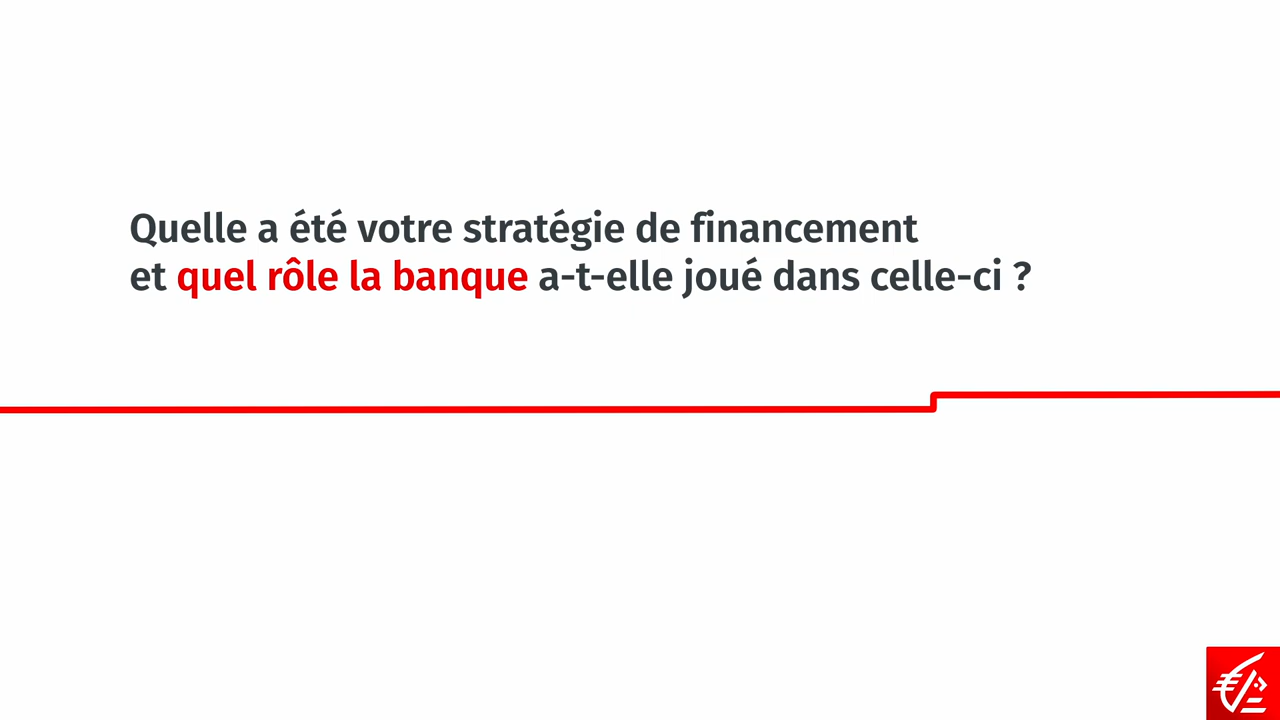 Quelle a été votre stratégie de financement
et quel rôle la banque a-t-elle joué dans celle-ci ?